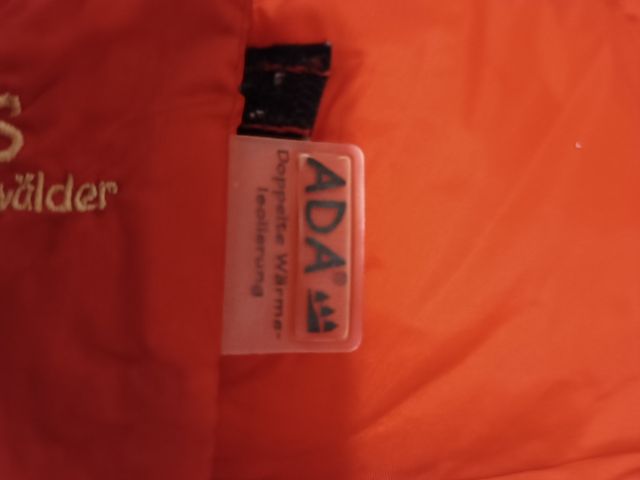 S
wälder
ADA®
Doppelte Wärme-
Isolierung